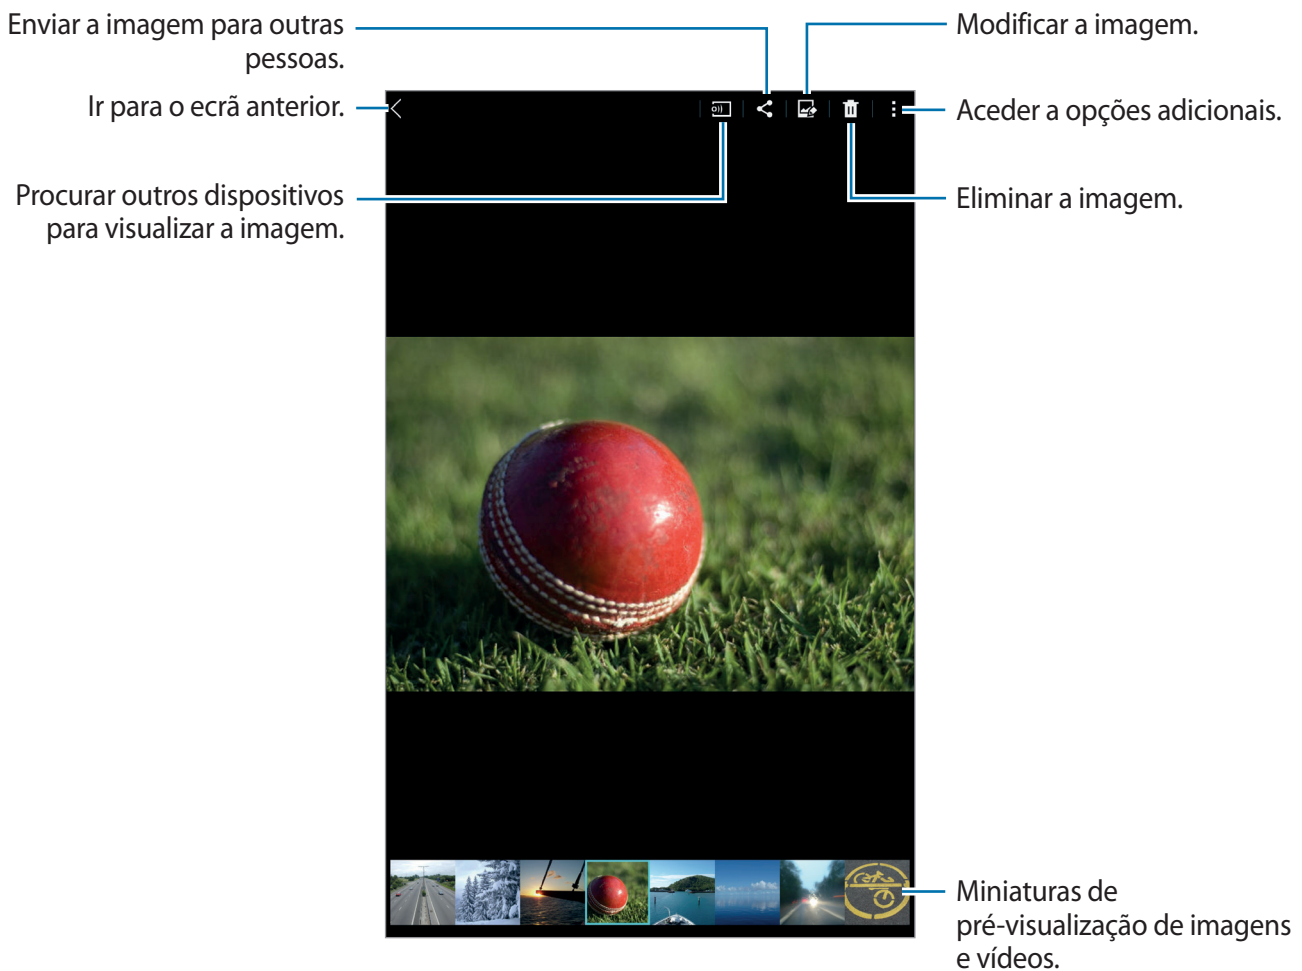 Enviar a imagem para outras
pessoas.
Ir para o ecrã anterior.
Procurar outros dispositivos
para visualizar a imagem.
Modificar a imagem.
Aceder a opções adicionais.
Eliminar a imagem.
Miniaturas de
pré-visualização de imagens
e vídeos.